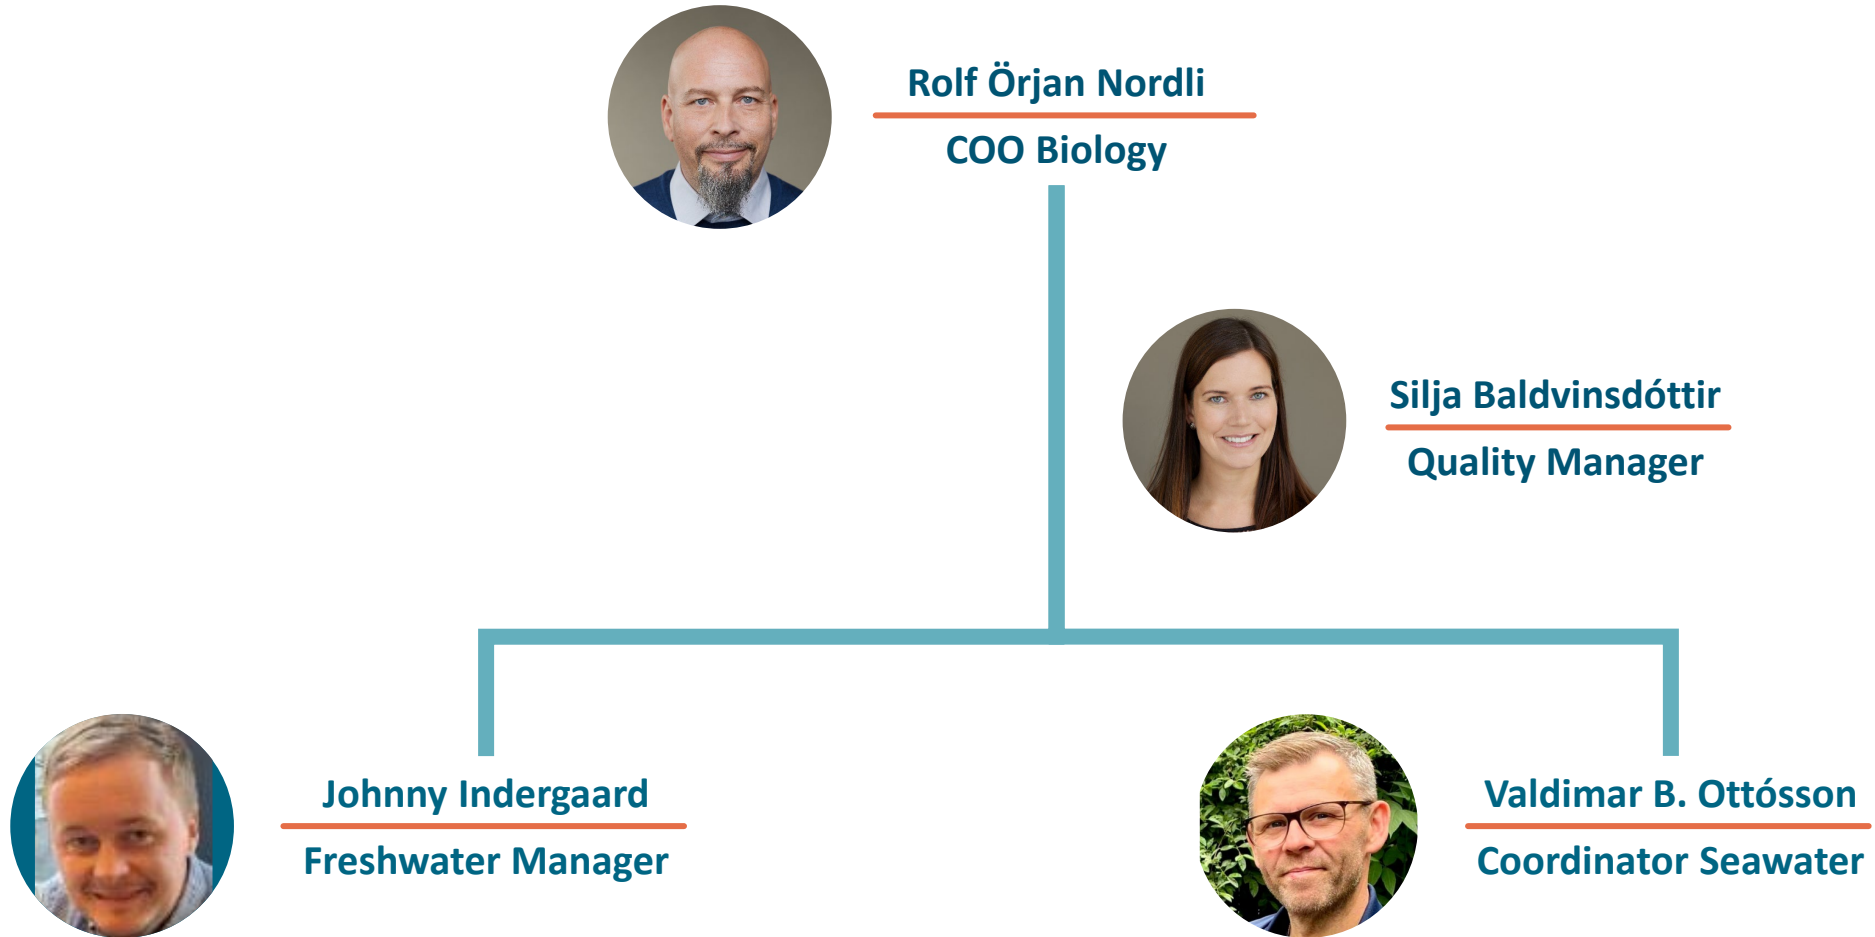 Rolf Örjan Nordli
COO Biology
Silja Baldvinsdóttir
Quality Manager
Johnny Indergaard
Freshwater Manager
Valdimar B. Ottósson
Coordinator Seawater